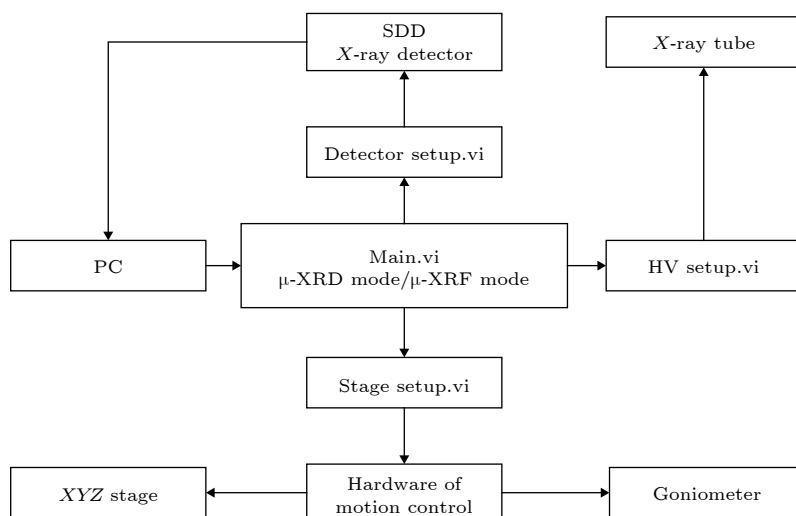 SDD
X-ray detector
X-ray tube
Detector setup.vi
PC
Main.vi
μ-XRD mode/μ-XRF mode
HV setup.vi
Stage setup.vi
XYZ stage
Hardware of
motion control
Goniometer